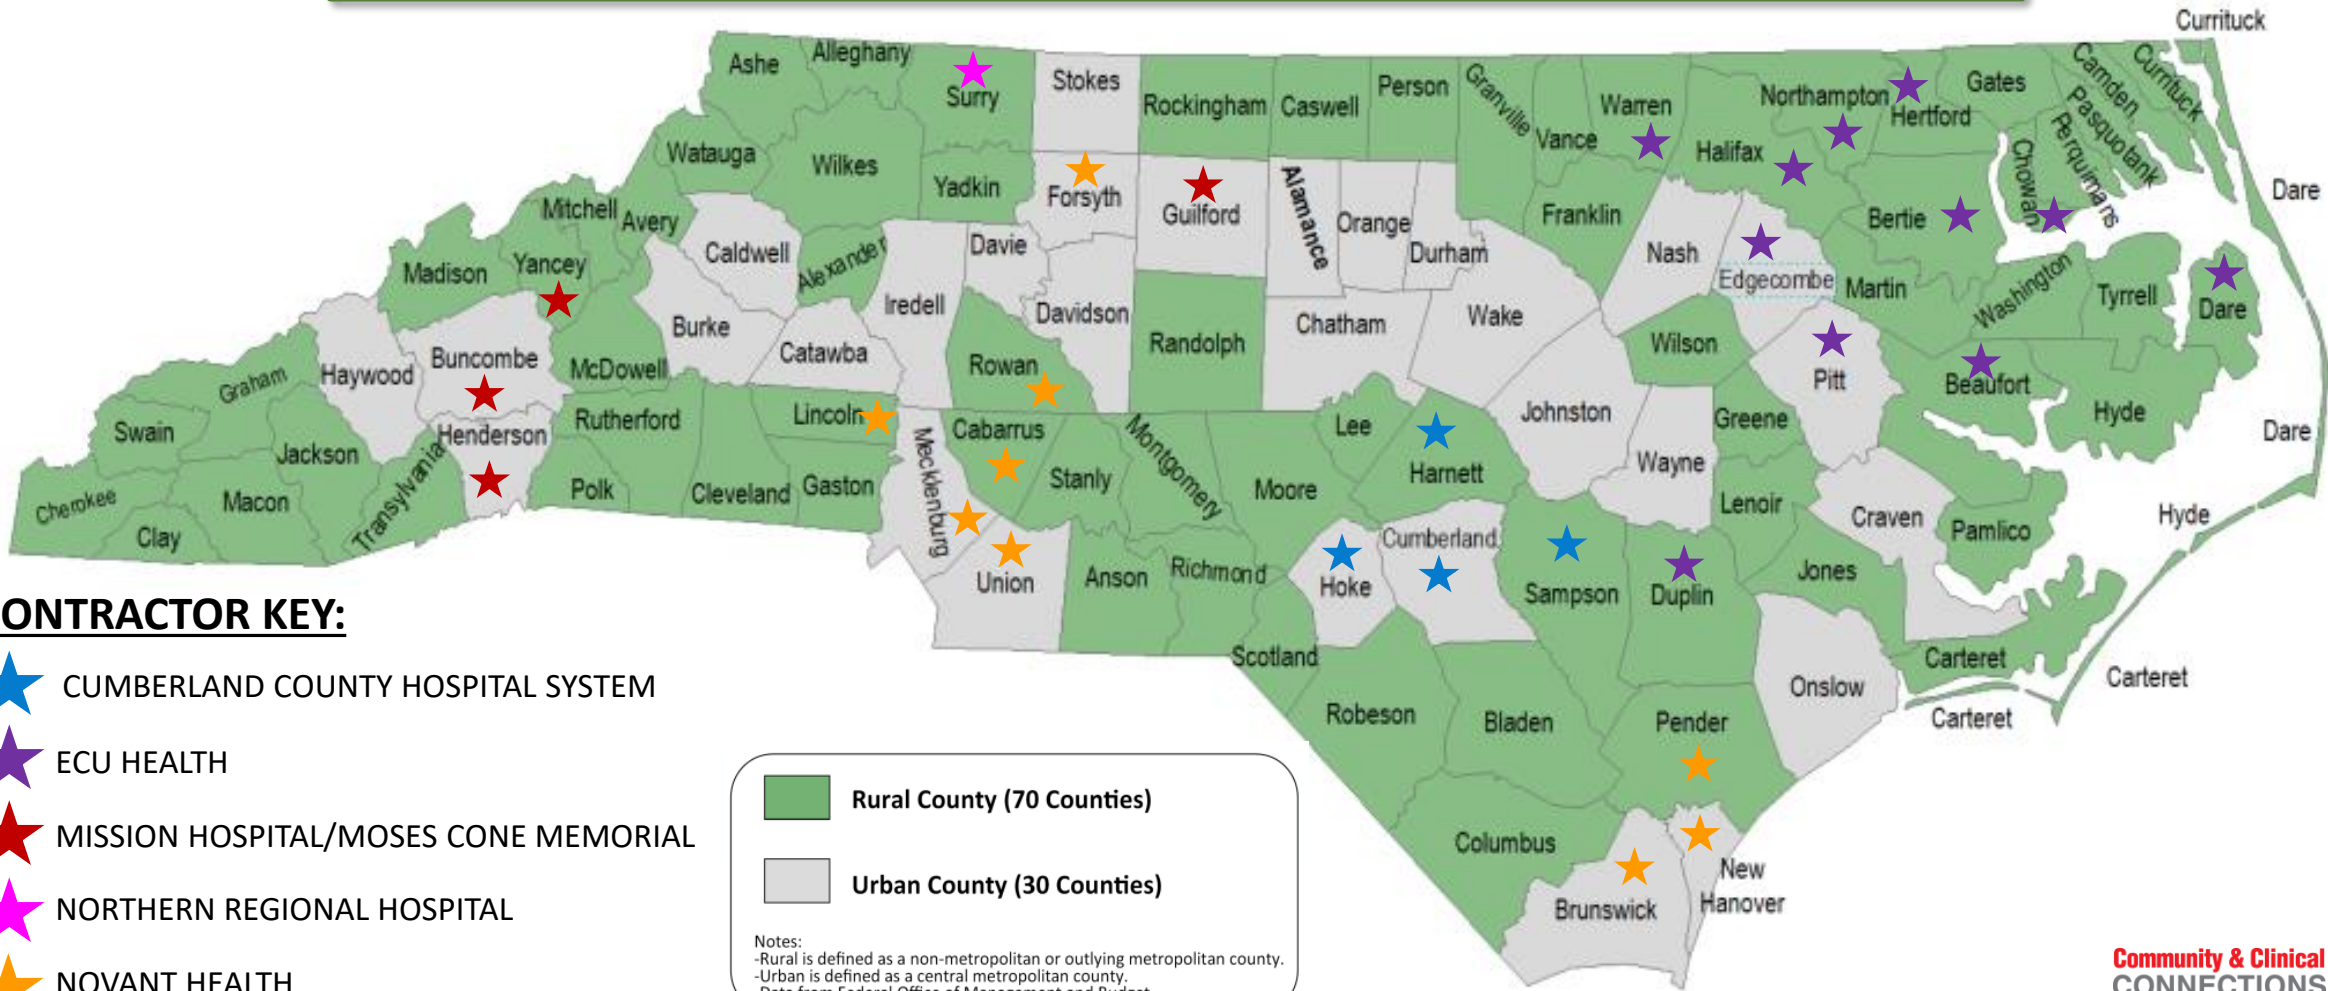 Currituck
Ashe
Alleghany
Surry
Stokes
Rockingham
Caswell
Person
Granville
Vance
Warren
Halifax
Northampton
Hertford
Gates
Camden
Currituck
Pasquotank
Perquimans
Chowan
Dare
Watauga
Wilkes
Yadkin
Forsyth
Guilford
Alamance
Orange
Durham
Franklin
Nash
Edgecombe
Bertie
Martin
Washington
Tyrrell
Dare
Mitchell
Avery
Yancey
Madison
Caldwell
Alexander
Iredell
Davie
Davidson
Randolph
Chatham
Wake
Wilson
Pitt
Beaufort
Hyde
Dare
Haywood
Buncombe
McDowell
Burke
Catawba
Rowan
Graham
Swain
Jackson
Henderson
Rutherford
Lincoln
Cabarrus
Mecklenburg
Stanly
Montgomery
Moore
Lee
Harnett
Johnston
Wayne
Greene
Lenoir
Craven
Pamlico
Hyde
Cherokee
Clay
Macon
Transylvania
Polk
Cleveland
Gaston
Union
Anson
Richmond
Scotland
Hoke
Cumberland
Sampson
Duplin
Jones
Carteret
Carteret
Carteret
Onslow
Robeson
Bladen
Pender
Columbus
Brunswick
New
Hanover
ONTRACTOR KEY:
CUMBERLAND COUNTY HOSPITAL SYSTEM
ECU HEALTH
MISSION HOSPITAL/MOSES CONE MEMORIAL
NORTHERN REGIONAL HOSPITAL
NOVANT HEALTH
Rural County (70 Counties)
Urban County (30 Counties)
Notes:
-Rural is defined as a non-metropolitan or outlying metropolitan county.
-Urban is defined as a central metropolitan county.
-Data from Federal Office of Management and Budget
Community & Clinical
CONNECTIONS